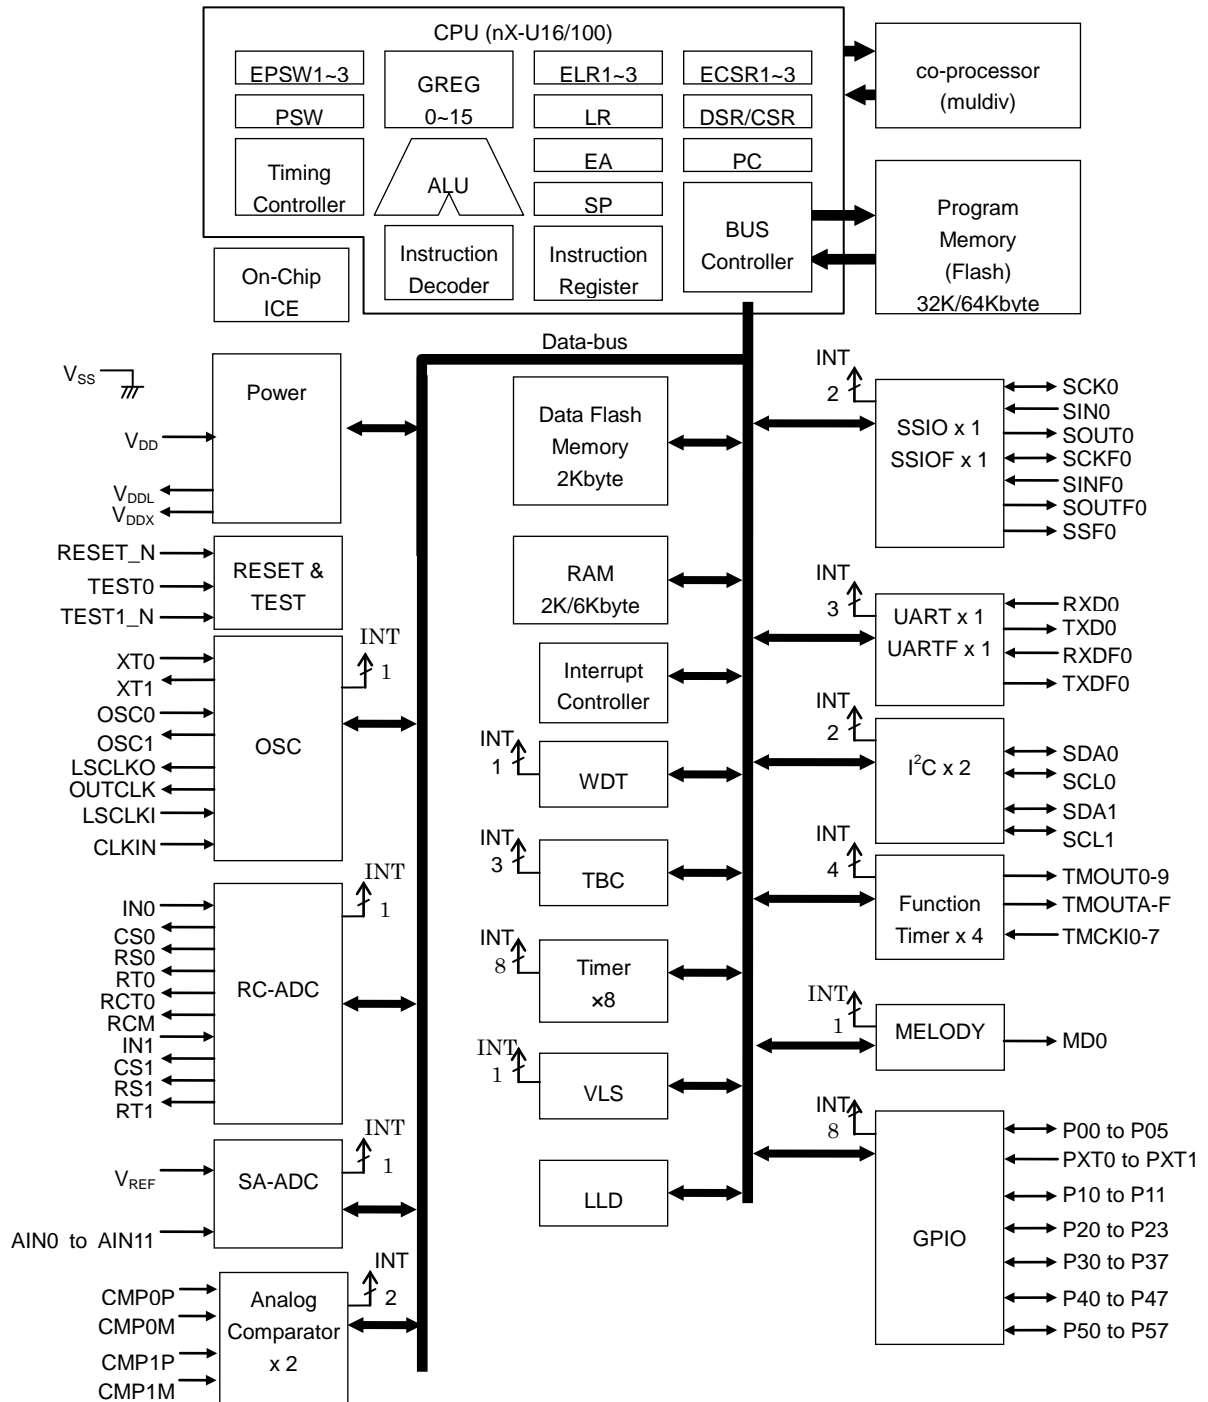 CPU (nX-U16/100)
EPSW1~3
GREG
0~15
ELR1~3
ECSR1~3
PSW
LR
DSR/CSR
Timing
Controller
ALU
EA
PC
SP
BUS
Controller
Instruction
Decoder
Instruction
Register
On-Chip
ICE
co-processor
(muldiv)
Program
Memory
(Flash)
32K/64Kbyte
Data-bus
VSS
Power
VDD
VDDL
VDDX
RESET_N
TEST0
TEST1_N
RESET &
TEST
XT0
XT1
OSC0
OSC1
LSCLKO
OUTCLK
LSCLKI
CLKIN
OSC
INT
1
IN0
CS0
RS0
RT0
RCT0
RCM
IN1
CS1
RS1
RT1
RC-ADC
INT
1
VREF
AIN0 to AIN11
SA-ADC
INT
1
CMP0P
CMP0M
CMP1P
CMP1M
Analog
Comparator
x 2
INT
2
Data Flash
Memory
2Kbyte
RAM
2K/6Kbyte
Interrupt
Controller
INT
1
WDT
INT
3
TBC
INT
8
Timer
×8
INT
1
VLS
LLD
INT
2
SSIO x 1
SSIOF x 1
SCK0
SIN0
SOUT0
SCKF0
SINF0
SOUTF0
SSF0
INT
3
UART x 1
UARTF x 1
RXD0
TXD0
RXDF0
TXDF0
INT
2
I2C x 2
SDA0
SCL0
SDA1
SCL1
INT
4
Function
Timer x 4
TMOUT0-9
TMOUTA-F
TMCKI0-7
INT
1
MELODY
MD0
INT
8
GPIO
P00 to P05
PXT0 to PXT1
P10 to P11
P20 to P23
P30 to P37
P40 to P47
P50 to P57